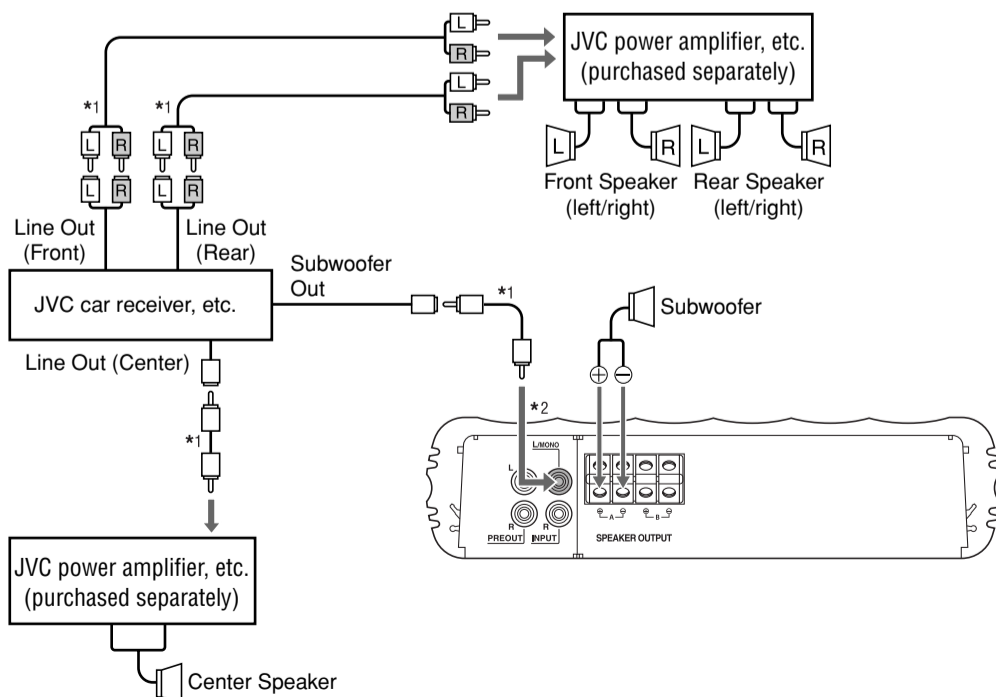 L
R
L
R
JVC power amplifier, etc.
(purchased separately)
*1
*1
L
R
L
R
L
R
L
R
L
R
L
R
Front Speaker
(left/right)
Rear Speaker
(left/right)
Line Out
(Front)
Line Out
(Rear)
Subwoofer
Out
JVC car receiver, etc.
*1
Subwoofer
Line Out (Center)
+
−
*2
*1
L/MONO
L
R
R
PREOUT
INPUT
⊕ A ⊖
⊕ B ⊖
SPEAKER OUTPUT
JVC power amplifier, etc.
(purchased separately)
Center Speaker